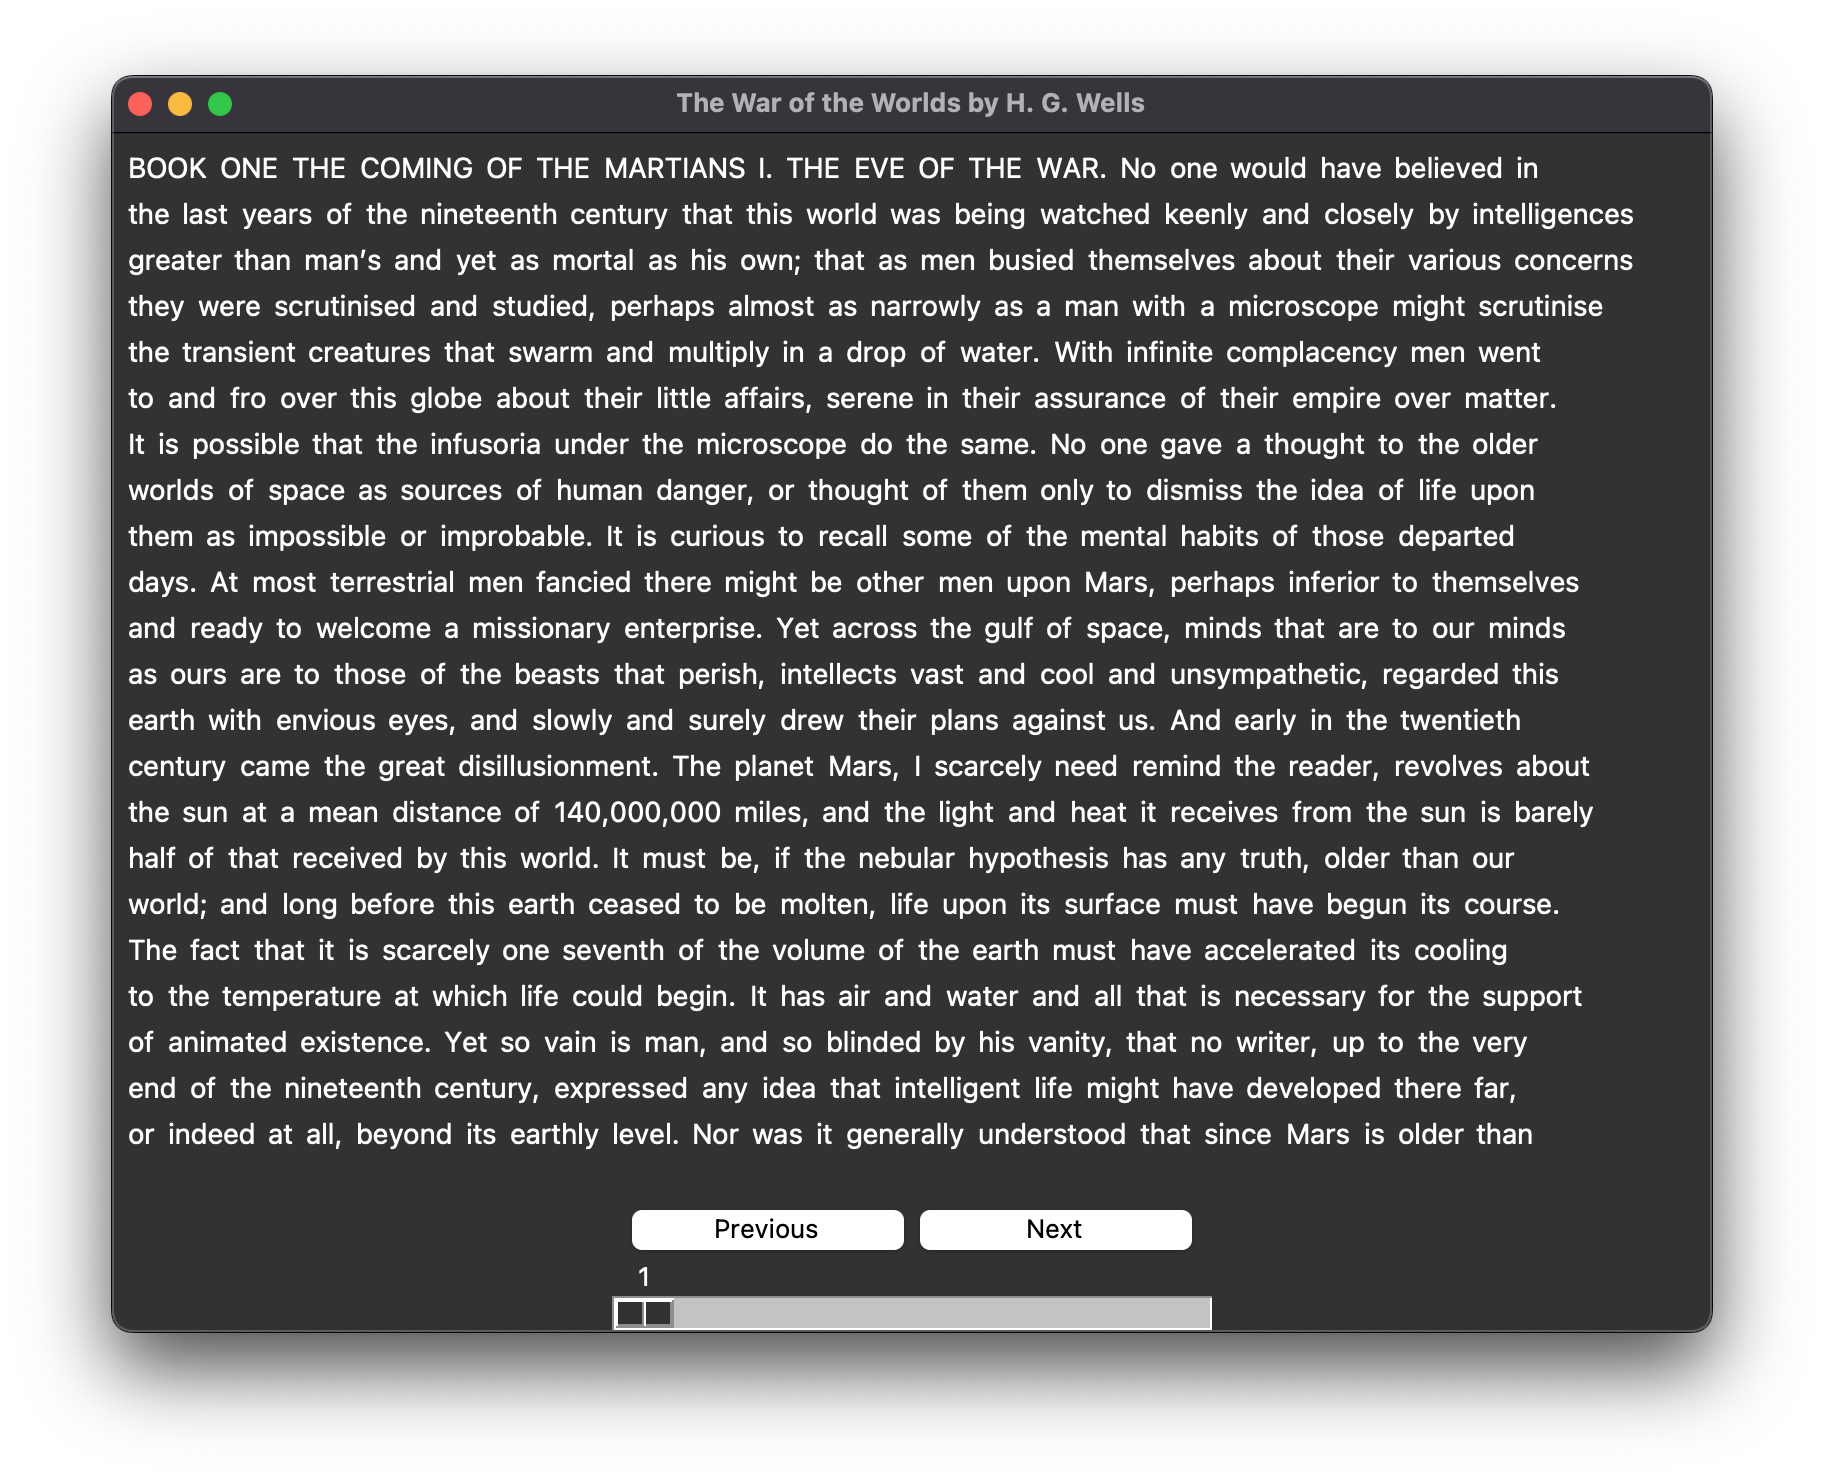 The War of the Worlds by H. G. Wells
BOOK ONE THE COMING OF THE MARTIANS I. THE EVE OF THE WAR. No one would have believed in
the last years of the nineteenth century that this world was being watched keenly and closely by intelligences
greater than man’s and yet as mortal as his own; that as men busied themselves about their various concerns
they were scrutinised and studied, perhaps almost as narrowly as a man with a microscope might scrutinise
the transient creatures that swarm and multiply in a drop of water. With infinite complacency men went
to and fro over this globe about their little affairs, serene in their assurance of their empire over matter.
It is possible that the infusoria under the microscope do the same. No one gave a thought to the older
worlds of space as sources of human danger, or thought of them only to dismiss the idea of life upon
them as impossible or improbable. It is curious to recall some of the mental habits of those departed
days. At most terrestrial men fancied there might be other men upon Mars, perhaps inferior to themselves
and ready to welcome a missionary enterprise. Yet across the gulf of space, minds that are to our minds
as ours are to those of the beasts that perish, intellects vast and cool and unsympathetic, regarded this
earth with envious eyes, and slowly and surely drew their plans against us. And early in the twentieth
century came the great disillusionment. The planet Mars, I scarcely need remind the reader, revolves about
the sun at a mean distance of 140,000,000 miles, and the light and heat it receives from the sun is barely
half of that received by this world. It must be, if the nebular hypothesis has any truth, older than our
world; and long before this earth ceased to be molten, life upon its surface must have begun its course.
The fact that it is scarcely one seventh of the volume of the earth must have accelerated its cooling
to the temperature at which life could begin. It has air and water and all that is necessary for the support
of animated existence. Yet so vain is man, and so blinded by his vanity, that no writer, up to the very
end of the nineteenth century, expressed any idea that intelligent life might have developed there far,
or indeed at all, beyond its earthly level. Nor was it generally understood that since Mars is older than
Previous Next
1